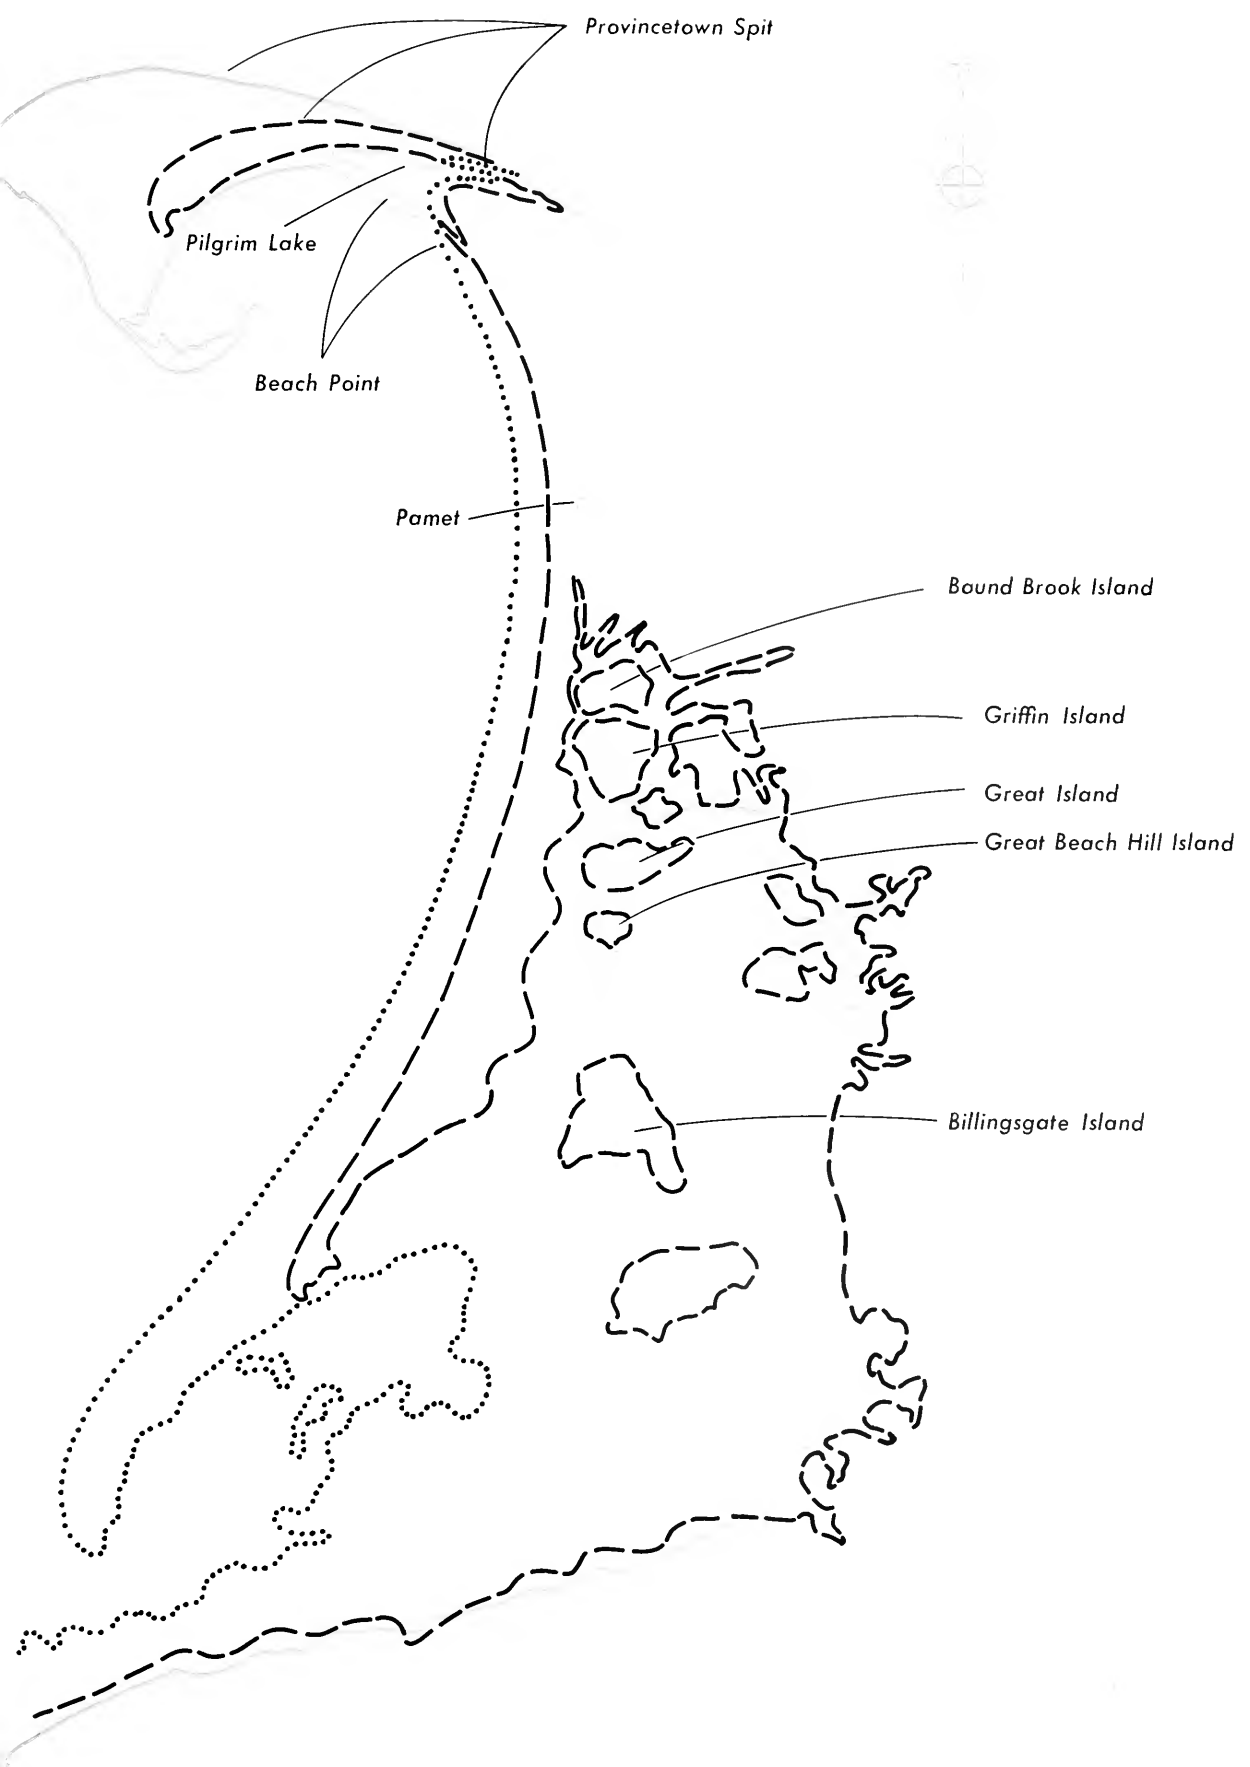 Provincetown Spit
Pilgrim Lake
Beach Point
Pamet
Bound Brook Island
Griffin Island
Great Island
Great Beach Hill Island
Billingsgate Island